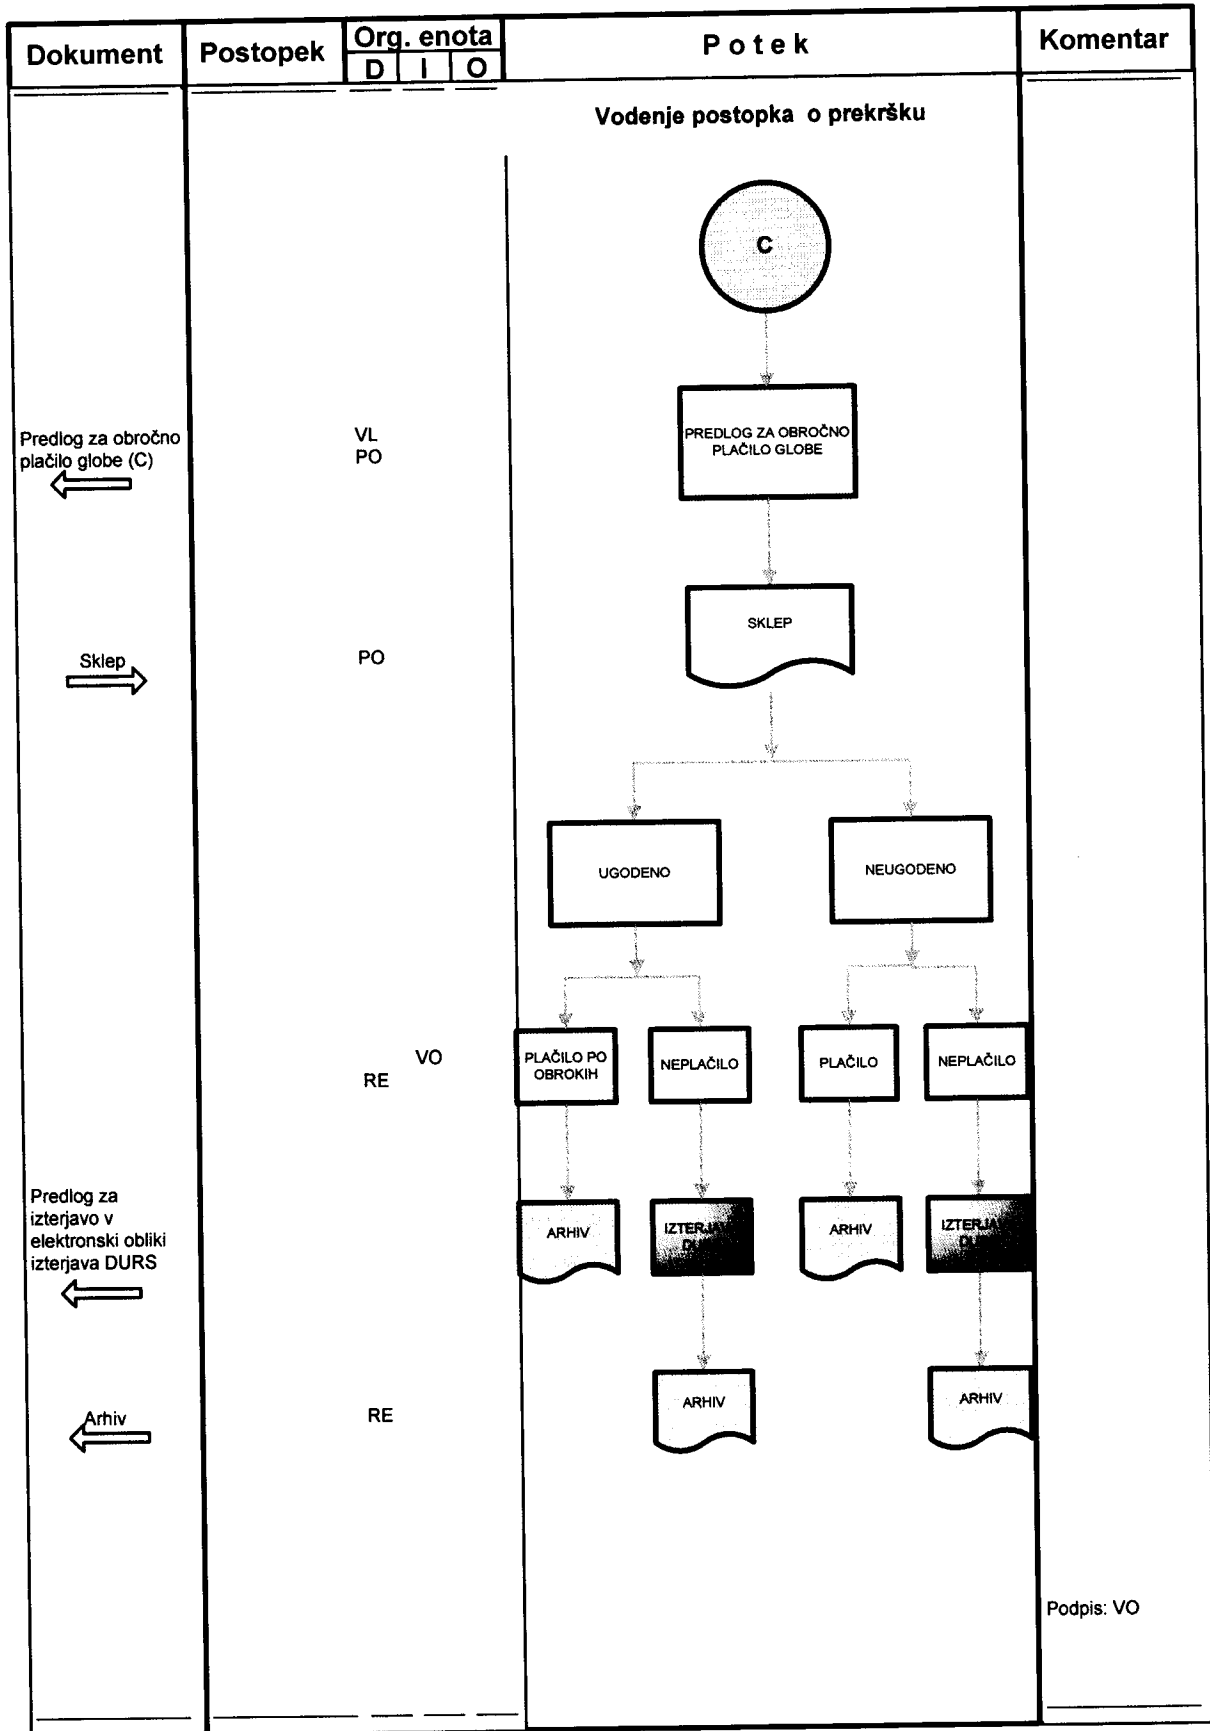 Dokument
Postopek
Org. enota
D I O
Potek
Komentar
Vodenje postopka o prekršku
C
Predlog za obročno
plačilo globe (C)
VL
PO
PREDLOG ZA OBROČNO
PLAČILO GLOBE
Sklep
PO
SKLEP
UGODENO
NEUGODENO
VO
RE
PLAČILO PO
OBROKIH
NEPLAČILO
PLAČILO
NEPLAČILO
Predlog za
izterjavo v
elektronski obliki
izterjava DURS
ARHIV
ARHIV
Arhiv
RE
ARHIV
ARHIV
Podpis: VO